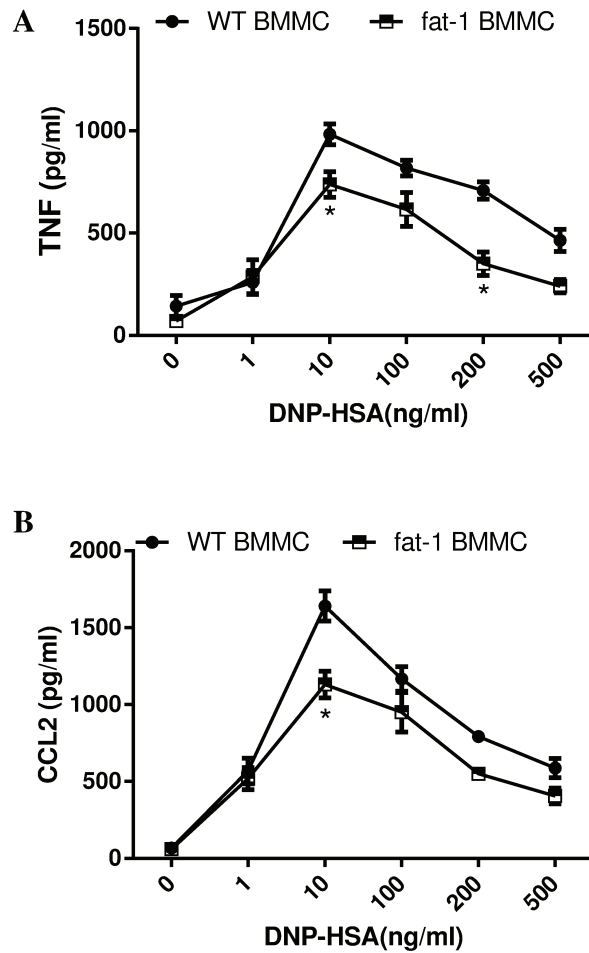 A
WT BMMC fat-1 BMMC
1500
1000
500
0
TNF (pg/ml)
*
*
0 1 10 100 200 500
DNP-HSA(ng/ml)
B
WT BMMC fat-1 BMMC
2000
1500
1000
500
0
CCL2 (pg/ml)
*
0 1 10 100 200 500
DNP-HSA(ng/ml)